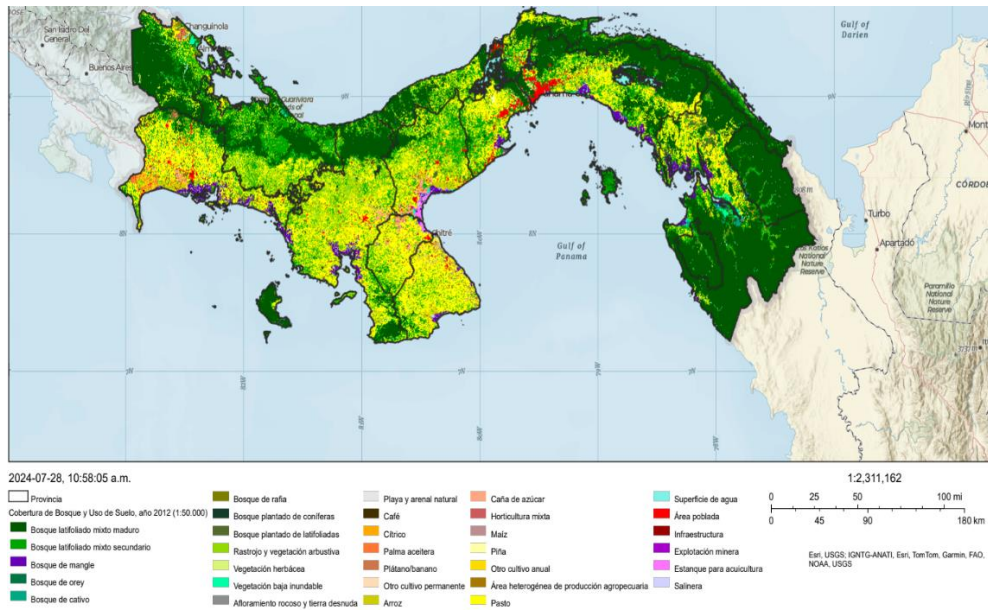 San Isidro Del
General
Buenos Aires
Changuinola
Gulf of
Darien
Mont
CÓRDO
Turbo
Apartadó
Los Katíos
National
Nature
Reserve
Paramillo
National
Nature
Reserve
Gulf of
Panama
2024-07-28, 10:58:05 a.m.
1:2,311,162
Provincia
Cobertura de Bosque y Uso de Suelo, año 2012 (1:50.000)
Bosque latifoliado mixto maduro
Bosque latifoliado mixto secundario
Bosque de mangle
Bosque de orey
Bosque de cativo
Bosque de rafia
Bosque plantado de coníferas
Bosque plantado de latifoliadas
Rastrojo y vegetación arbustiva
Vegetación herbácea
Vegetación baja inundable
Afloramiento rocoso y tierra desnuda
Playa y arenal natural
Café
Cítrico
Palma aceitera
Plátano/banano
Otro cultivo permanente
Arroz
Caña de azúcar
Horticultura mixta
Maíz
Piña
Otro cultivo anual
Área heterogénea de producción agropecuaria
Pasto
Superficie de agua
Área poblada
Infraestructura
Explotación minera
Estanque para acuicultura
Salinera
0 25 50 100 mi
0 45 90 180 km
Esri, USGS; IGNTG-ANATI, Esri, TomTom, Garmin, FAO,
NOAA, USGS